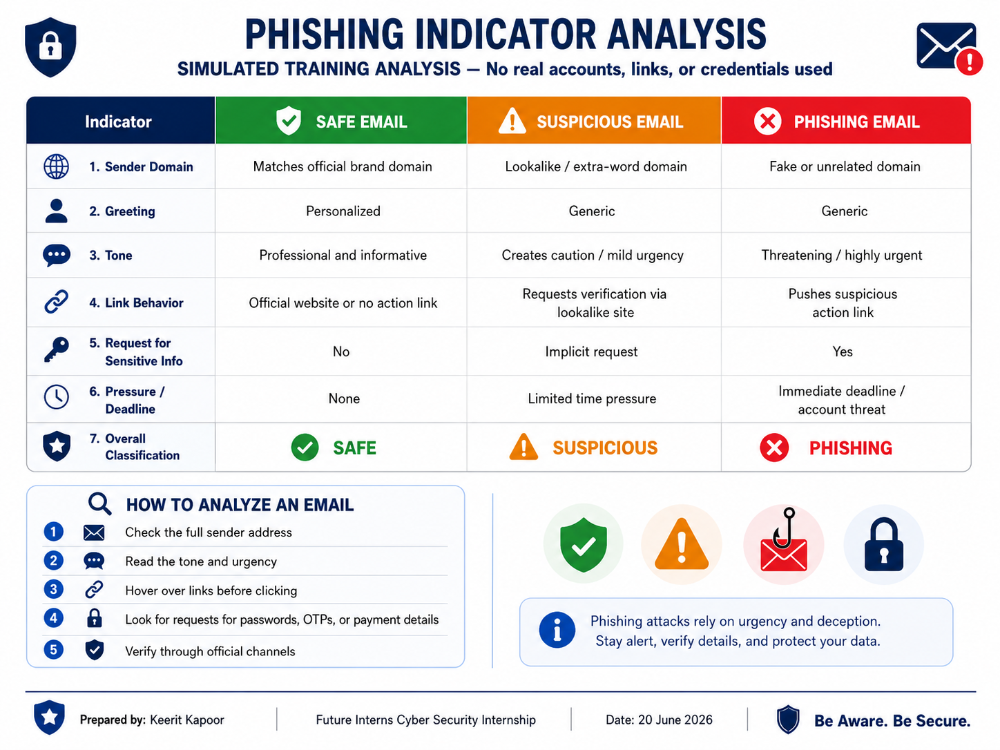 PHISHING INDICATOR ANALYSIS
SIMULATED TRAINING ANALYSIS — No real accounts, links, or credentials used
Indicator
SAFE EMAIL
SUSPICIOUS EMAIL
PHISHING EMAIL
1. Sender Domain
Matches official brand domain
Lookalike / extra-word domain
Fake or unrelated domain
2. Greeting
Personalized
Generic
Generic
3. Tone
Professional and informative
Creates caution / mild urgency
Threatening / highly urgent
4. Link Behavior
Official website or no action link
Requests verification via
lookalike site
Pushes suspicious
action link
5. Request for
Sensitive Info
No
Implicit request
Yes
6. Pressure /
Deadline
None
Limited time pressure
Immediate deadline /
account threat
7. Overall
Classification
SAFE
SUSPICIOUS
PHISHING
HOW TO ANALYZE AN EMAIL
1 Check the full sender address
2 Read the tone and urgency
3 Hover over links before clicking
4 Look for requests for passwords, OTPs, or payment details
5 Verify through official channels
Phishing attacks rely on urgency and deception.
Stay alert, verify details, and protect your data.
Prepared by: Keerit Kapoor
Future Interns Cyber Security Internship
Date: 20 June 2026
Be Aware. Be Secure.